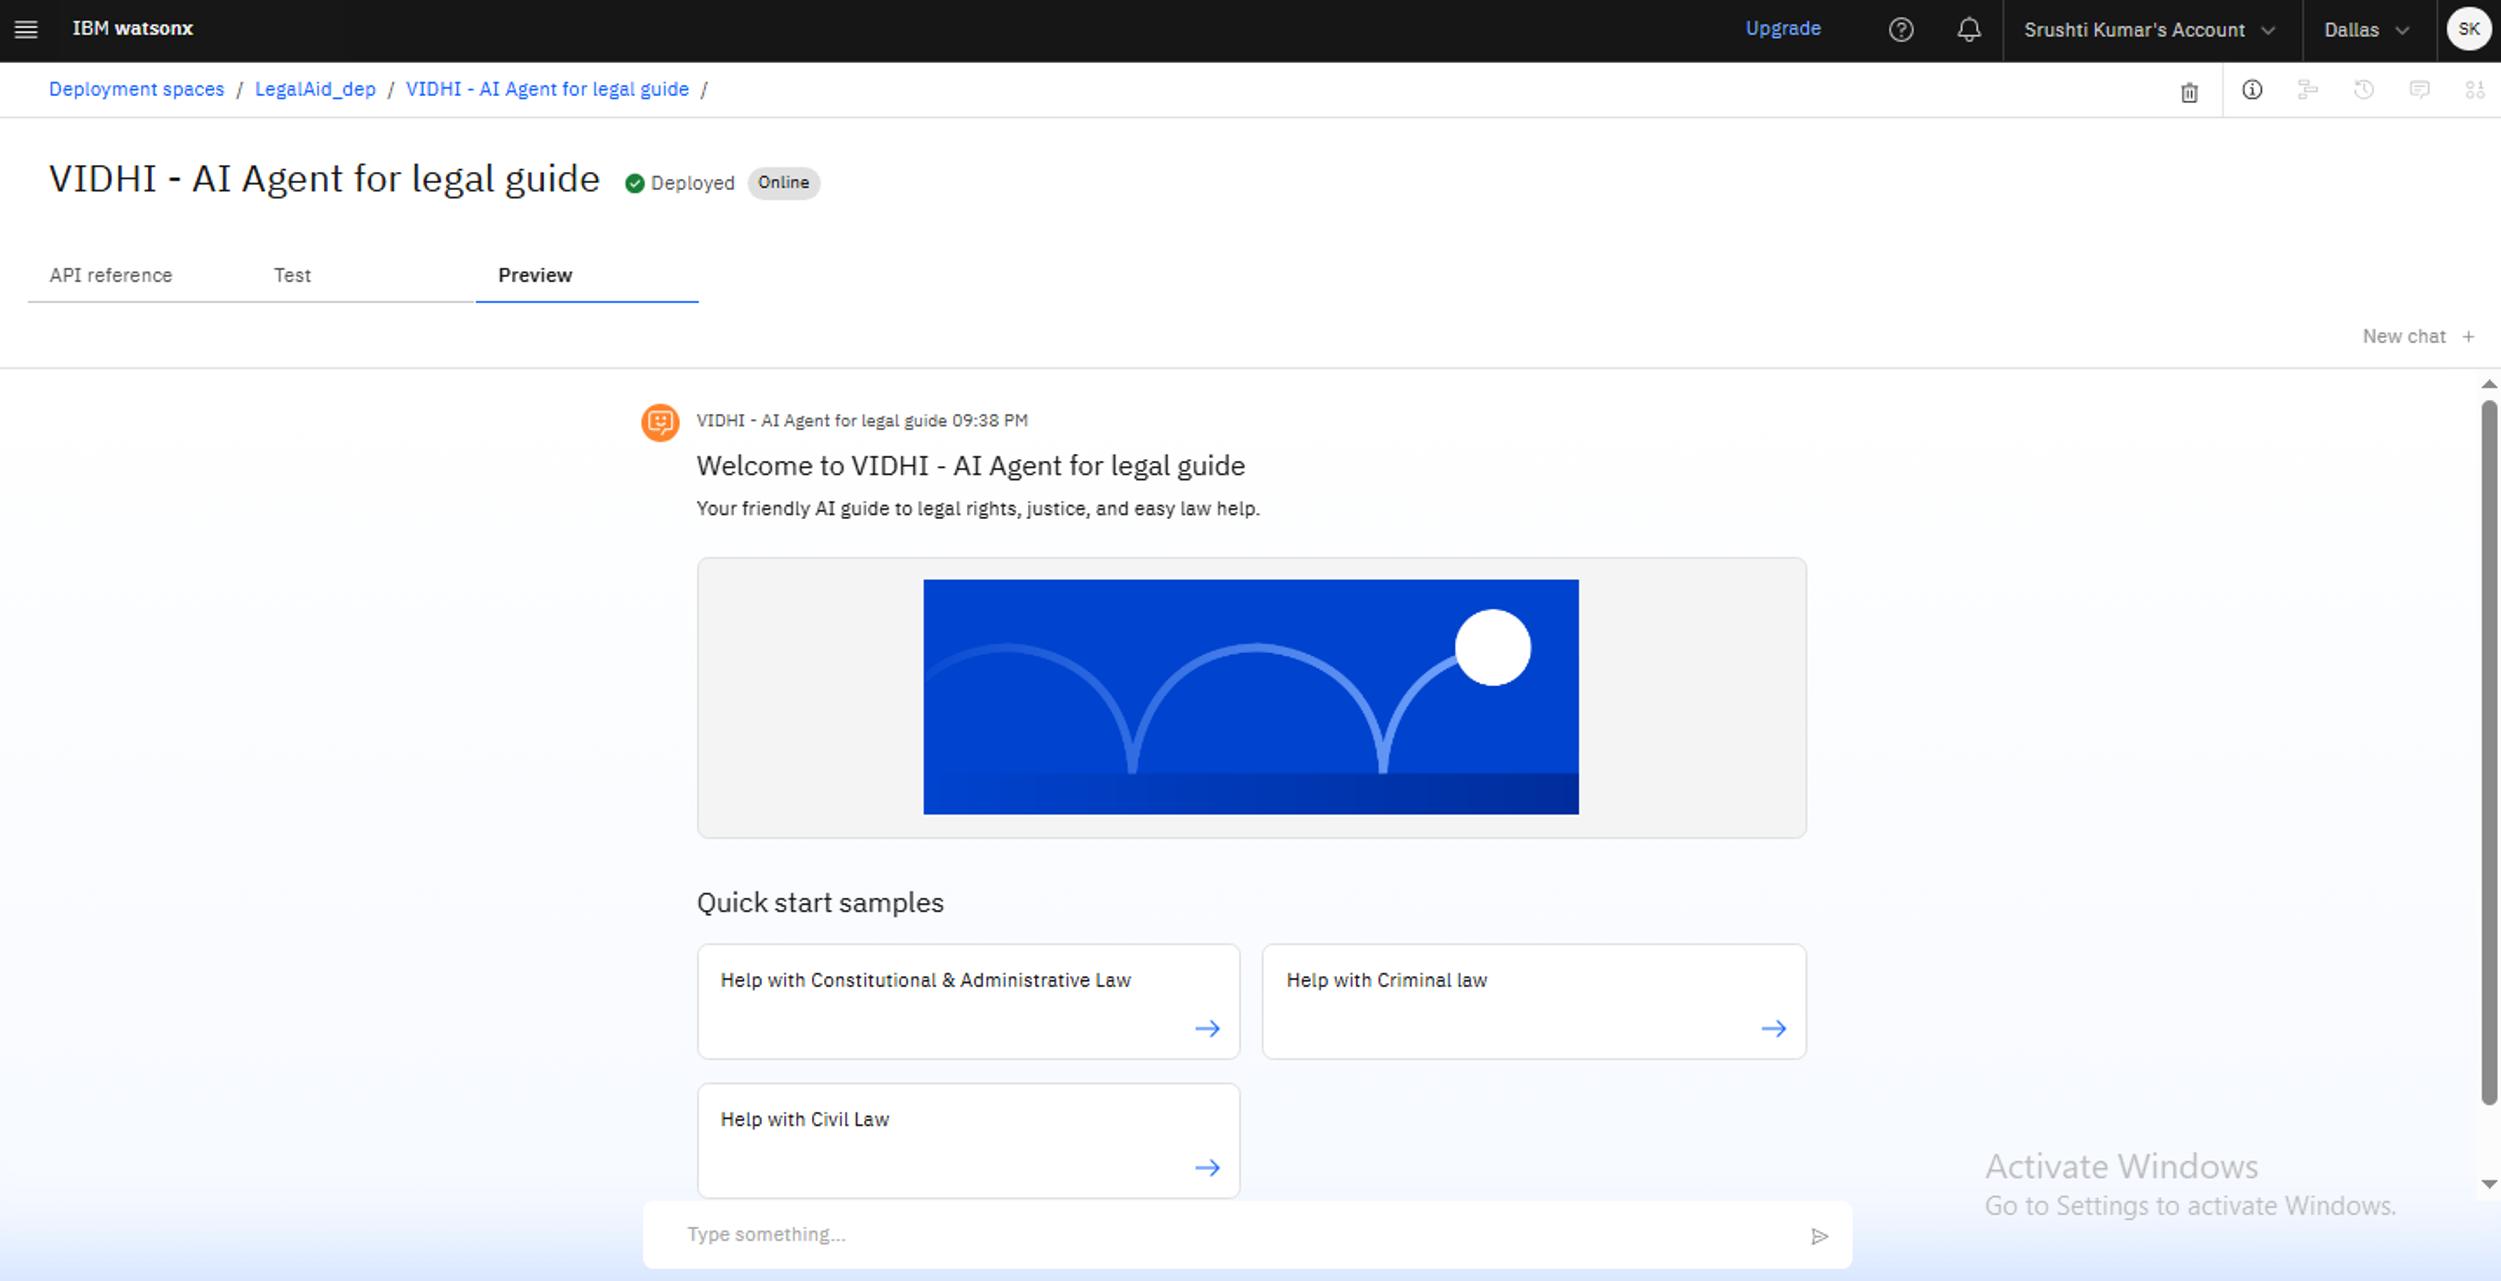 IBM watsonx
Upgrade
Srushti Kumar's Account
Dallas
SK
Deployment spaces / LegalAid_dep / VIDHI - AI Agent for legal guide /
VIDHI - AI Agent for legal guide
Deployed
Online
API reference
Test
Preview
New chat +
VIDHI - AI Agent for legal guide 09:38 PM
Welcome to VIDHI - AI Agent for legal guide
Your friendly AI guide to legal rights, justice, and easy law help.
Quick start samples
Help with Constitutional & Administrative Law
Help with Criminal law
Help with Civil Law
Type something...
Activate Windows
Go to Settings to activate Windows.